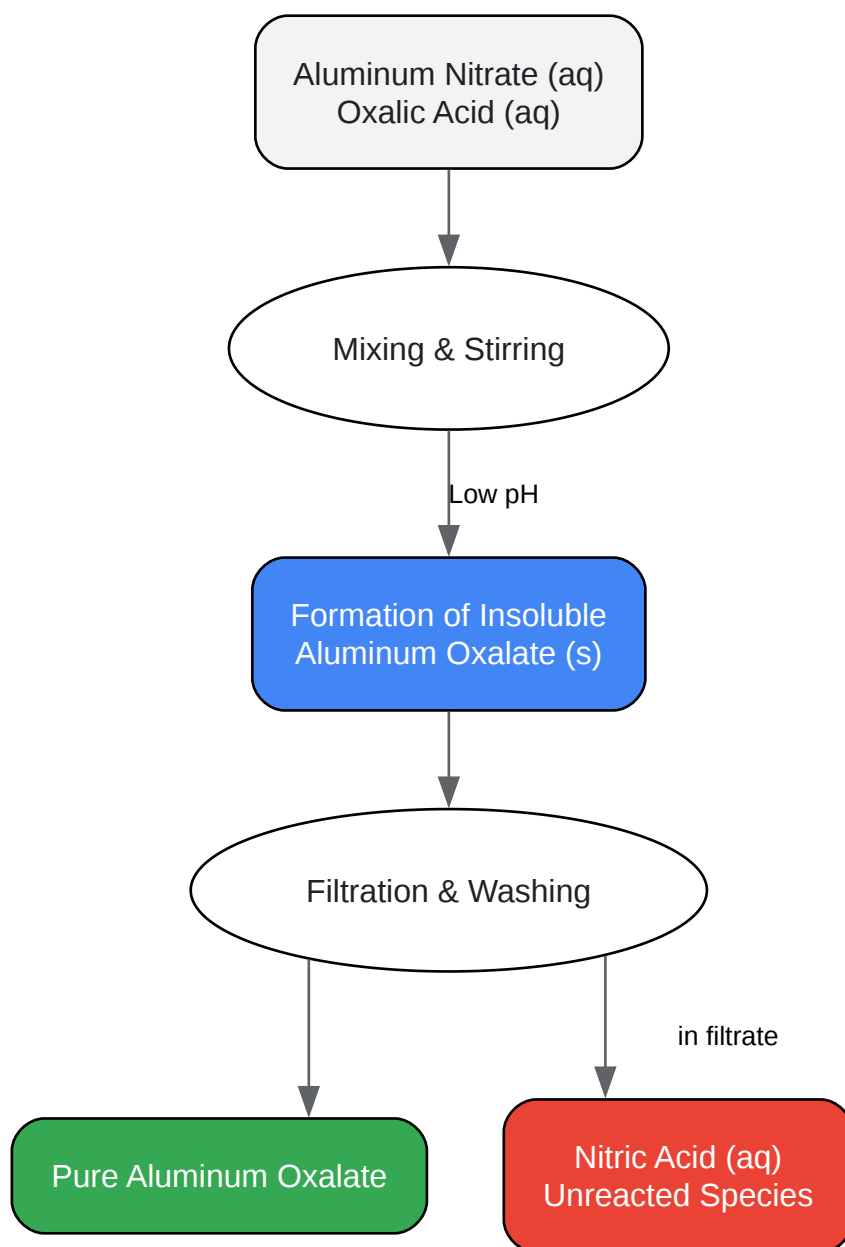 Aluminum Nitrate (aq)
Oxalic Acid (aq)
Mixing & Stirring
Low pH
Formation of Insoluble
Aluminum Oxalate (s)
Filtration & Washing
in filtrate
Pure Aluminum Oxalate
Nitric Acid (aq)
Unreacted Species